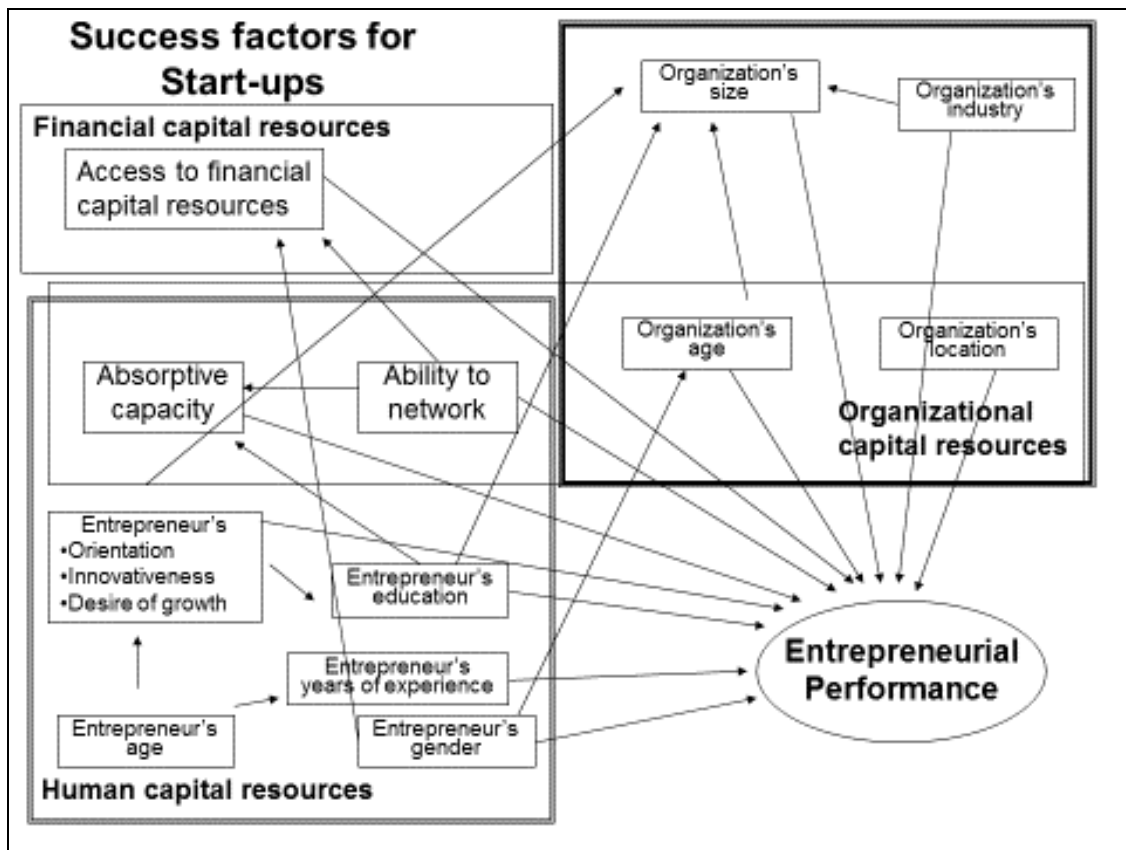 Success factors for
Start-ups
Financial capital resources
Access to financial
capital resources
Organization's
size
Organization's
industry
Organization's
age
Organization's
location
Organizational
capital resources
Absorptive
capacity
Ability to
network
Entrepreneur's
•Orientation
•Innovativeness
•Desire of growth
Entrepreneur's
education
Entrepreneur's
years of experience
Entrepreneur's
age
Entrepreneur's
gender
Human capital resources
Entrepreneurial
Performance